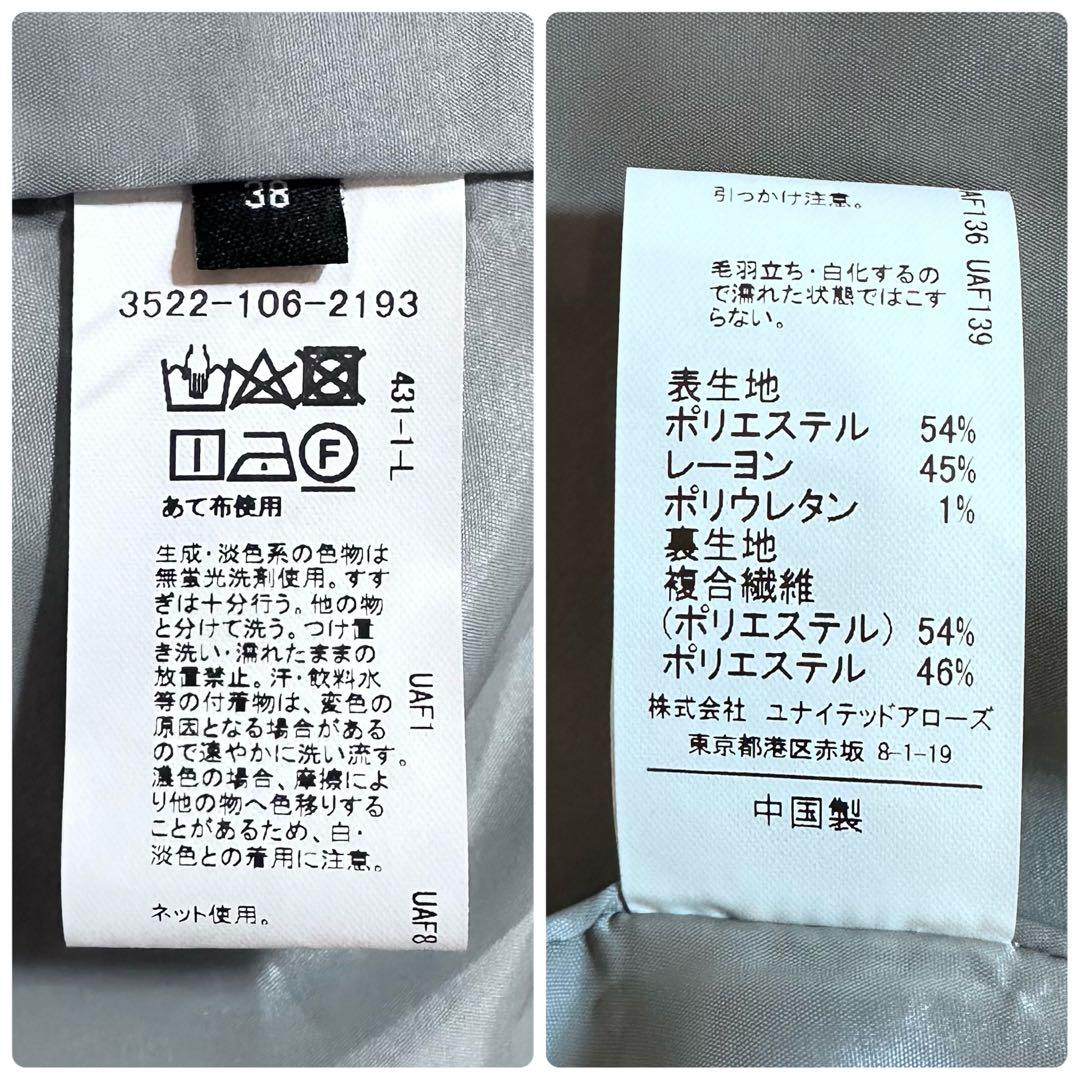 38
3522-106-2193
431-1-L
F
あて布使用
生成・淡色系の色物は
無蛍光洗剤使用。すす
ぎは十分行う。他の物
と分けて洗う。つけ置
き洗い・濡れたままの
放置禁止。汗・飲料水
等の付着物は、変色の
原因となる場合がある
ので速やかに洗い流す。
濃色の場合、摩擦によ
り他の物へ色移りする
ことがあるため、白・
淡色との着用に注意。
ネット使用。
UAF1
UAF8
引っかけ注意。
毛羽立ち・白化するの
で濡れた状態ではこす
らない。
AF136 UAF139
表生地
ポリエステル 54%
レーヨン 45%
ポリウレタン 1%
裏生地
複合繊維
(ポリエステル) 54%
ポリエステル 46%
株式会社 ユナイテッドアローズ
東京都港区赤坂 8-1-19
中国製